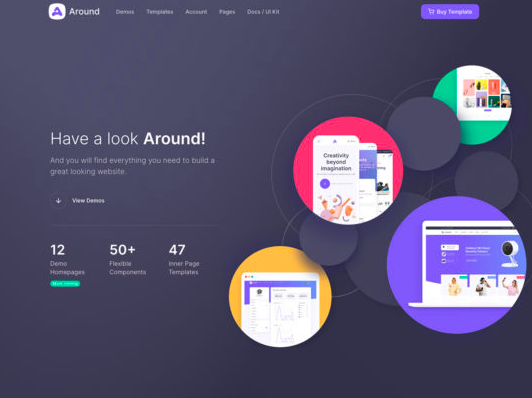 Around
Demos
Templates
Account
Pages
Docs / UI Kit
Buy Template
Have a look Around!
And you will find everything you need to build a
great looking website.
View Demos
12
Demo
Homepages
50+
Flexible
Components
47
Inner Page
Templates
Creativity
beyond
imagination